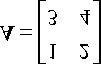 A = [1 2
3 4]